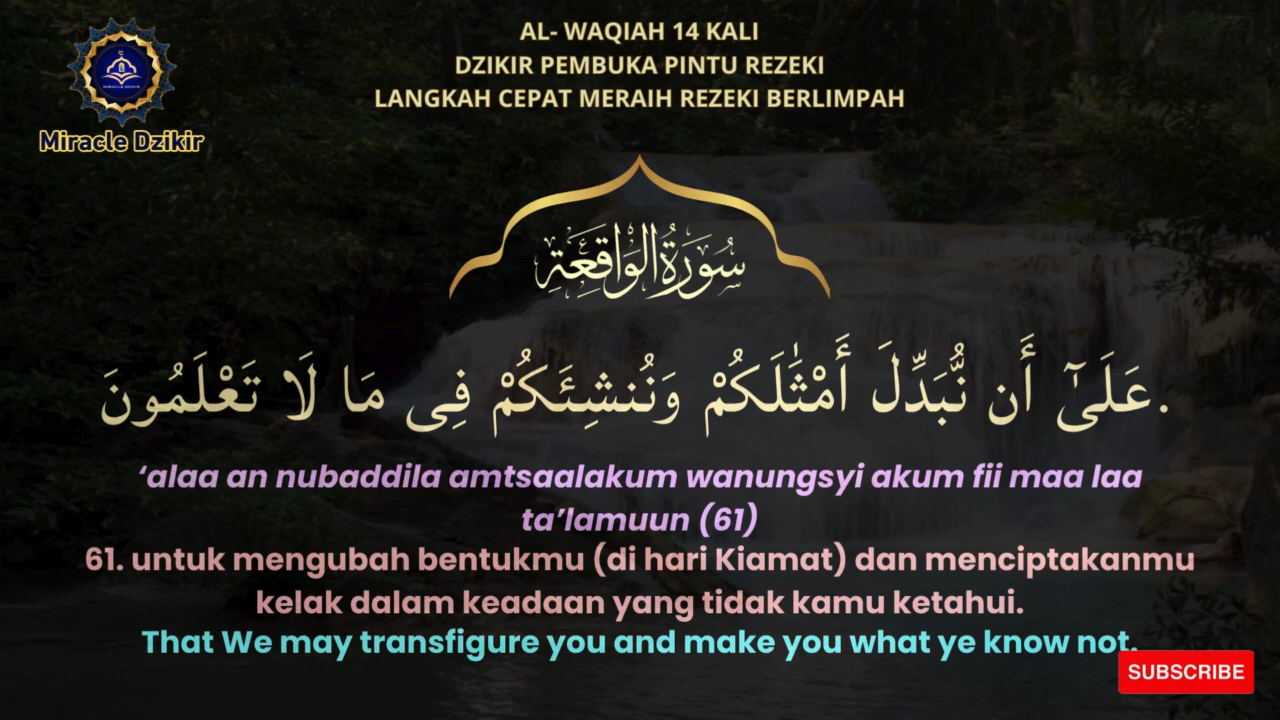 AL- WAQIAH 14 KALI
DZIKIR PEMBUKA PINTU REZEKI
LANGKAH CEPAT MERAIH REZEKI BERLIMPAH
MIRACLE DZIKIR
Miracle Dzikir
سُورَةُ الْوَاقِعَةِ
عَلَىٰٓ أَن نُّبَدِّلَ أَمْثَٰلَكُمْ وَنُنشِئَكُمْ فِى مَا لَا تَعْلَمُونَ.
‘alaa an nubaddila amtsaalakum wanungsyi akum fii maa laa
ta’lamuun (61)
61. untuk mengubah bentukmu (di hari Kiamat) dan menciptakanmu
kelak dalam keadaan yang tidak kamu ketahui.
That We may transfigure you and make you what ye know not.
SUBSCRIBE